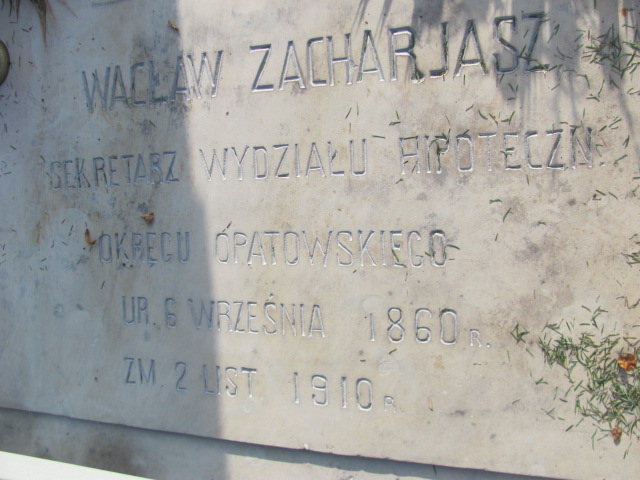 WACŁAW ZACHARJASZ
SEKRETARZ WYDZIAŁU HIPOTECZN.
OKRĘGU OPATOWSKIEGO
UR. 6 WRZEŚNIA 1860 R.
ZM. 2 LIST. 1910 R.